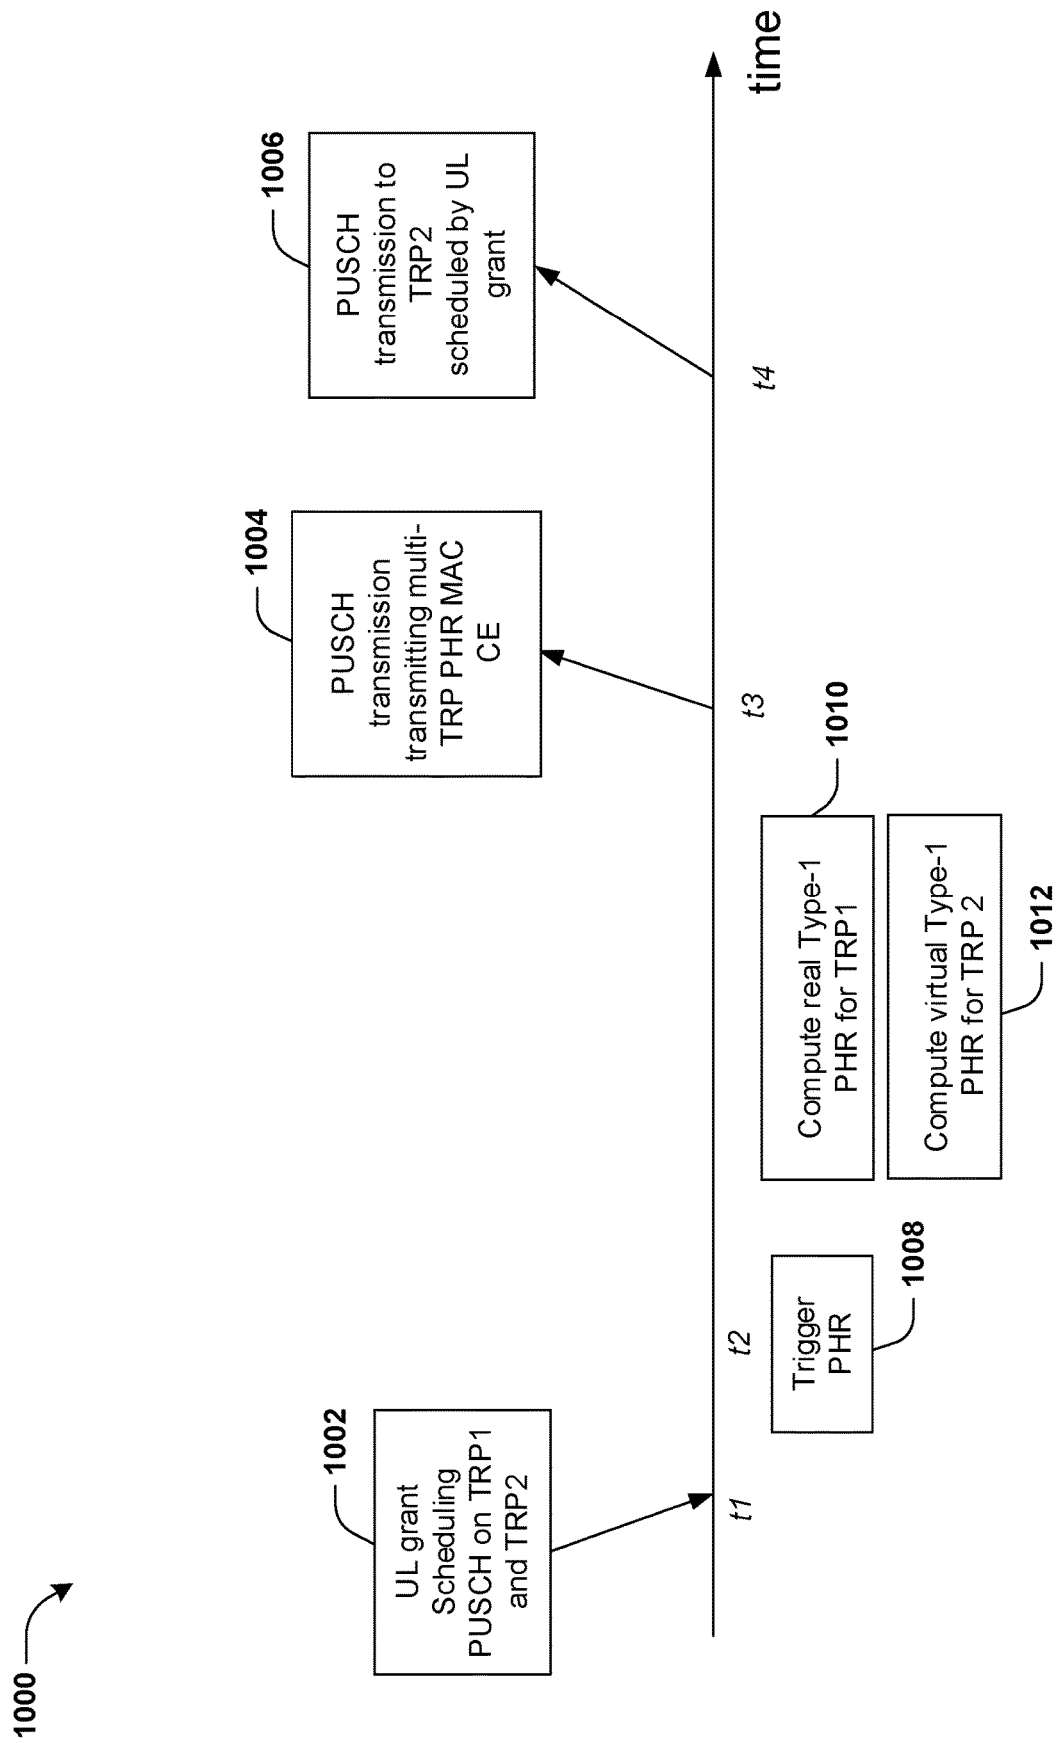 1000
1002
UL grant
Scheduling
PUSCH on TRP1
and TRP2
1004
PUSCH
transmission
transmitting multi-
TRP PHR MAC
CE
1006
PUSCH
transmission to
TRP2
scheduled by UL
grant
t1
t2
t3
t4
time
Trigger
PHR
1008
Compute real Type-1
PHR for TRP1
1010
Compute virtual Type-1
PHR for TRP 2
1012